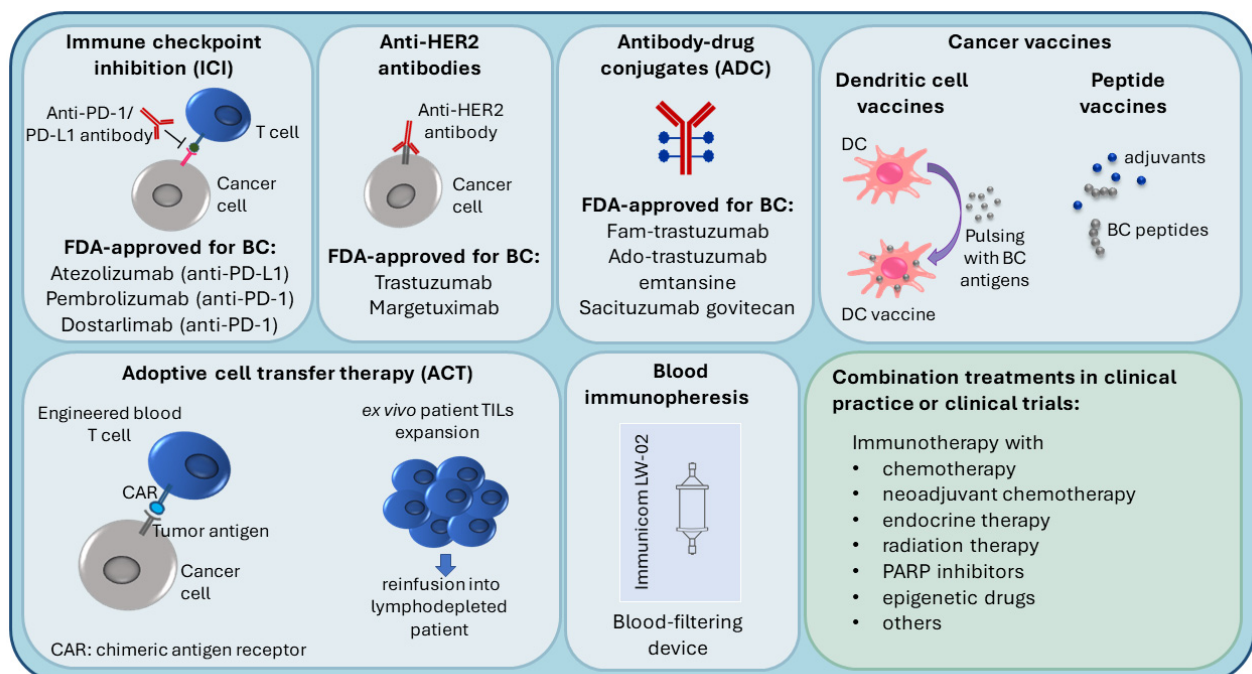 Immune checkpoint
inhibition (ICI)
Anti-PD-1/
PD-L1 antibody
T cell
Cancer
cell
FDA-approved for BC:
Atezolizumab (anti-PD-L1)
Pembrolizumab (anti-PD-1)
Dostarlimab (anti-PD-1)
Anti-HER2
antibodies
Anti-HER2
antibody
Cancer
cell
FDA-approved for BC:
Trastuzumab
Margetuximab
Antibody-drug
conjugates (ADC)
FDA-approved for BC:
Fam-trastuzumab
Ado-trastuzumab
emtansine
Sacituzumab govitecan
Cancer vaccines
Dendritic cell
vaccines
DC
Pulsing
with BC
antigens
DC vaccine
Peptide
vaccines
adjuvants
BC peptides
Adoptive cell transfer therapy (ACT)
Engineered blood
T cell
CAR
Tumor antigen
Cancer
cell
CAR: chimeric antigen receptor
ex vivo patient TILs
expansion
reinfusion into
lymphodepleted
patient
Blood
immunopheresis
Immunicom LW-02
Blood-filtering
device
Combination treatments in clinical
practice or clinical trials:
Immunotherapy with
• chemotherapy
• neoadjuvant chemotherapy
• endocrine therapy
• radiation therapy
• PARP inhibitors
• epigenetic drugs
• others